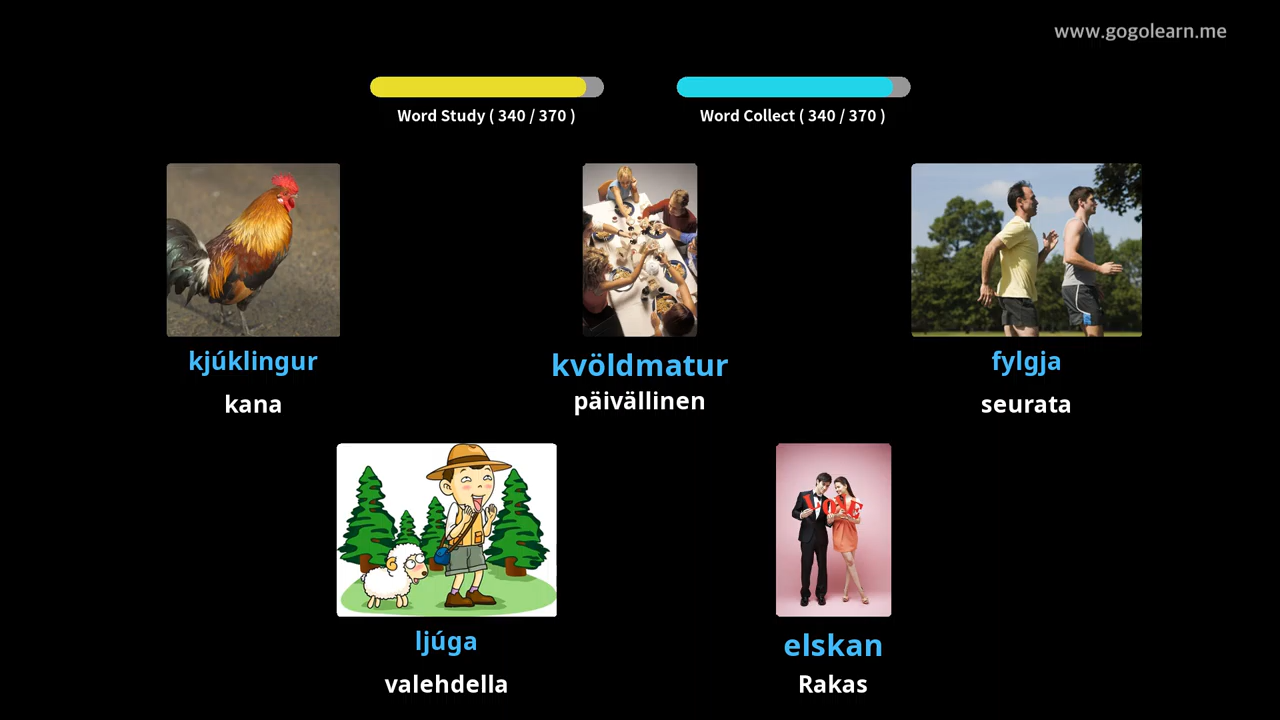 www.gogolearn.me
Word Study ( 340 / 370 )
Word Collect ( 340 / 370 )
kjúklingur
kana
kvöldmatur
päivällinen
fylgja
seurata
ljúga
valehdella
LOVE
elskan
Rakas